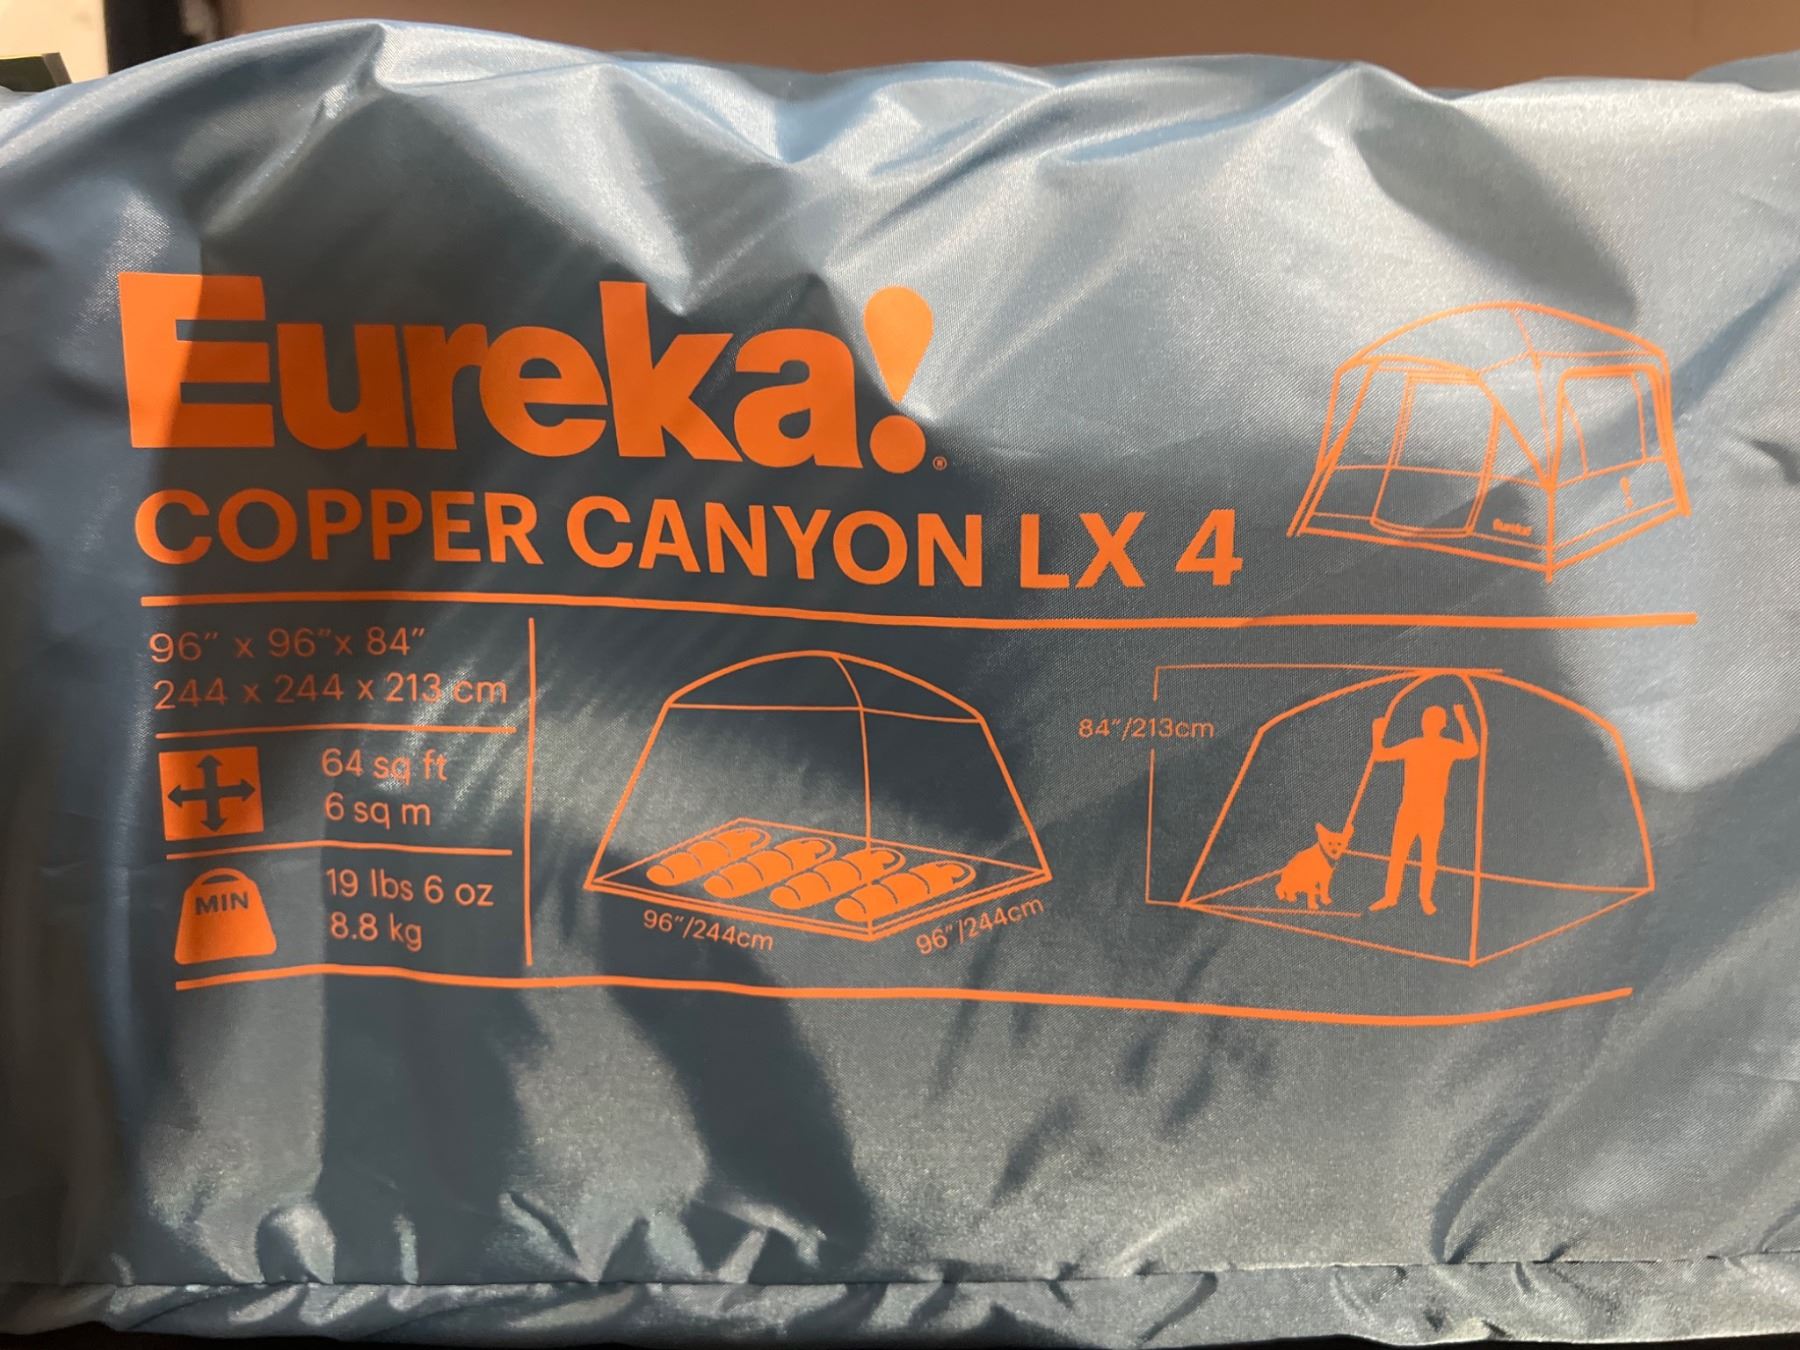 Eureka!®
COPPER CANYON LX 4
96" x 96"x 84"
244 x 244 x 213 cm
64 sq ft
6 sq m
MIN
19 lbs 6 oz
8.8 kg
96"/244cm
96"/244cm
84"/213cm
Eureka!